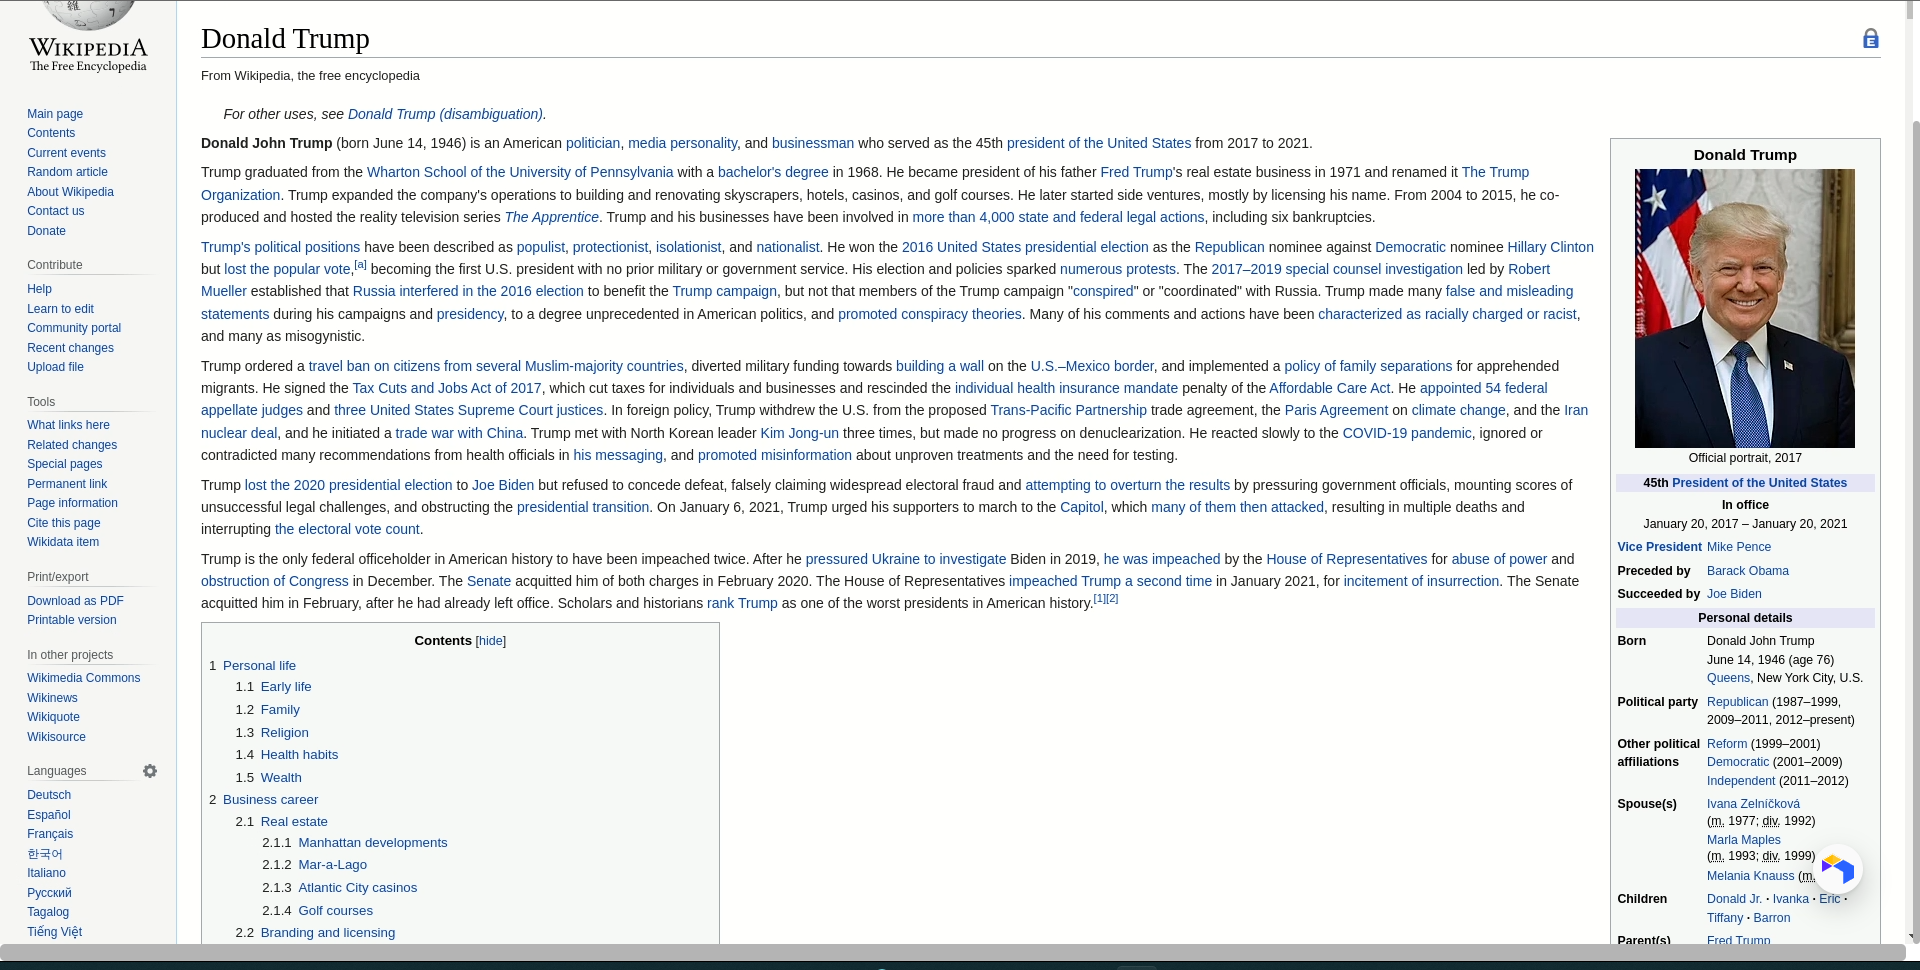 WIKIPEDIA
The Free Encyclopedia
Main page
Contents
Current events
Random article
About Wikipedia
Contact us
Donate
Contribute
Help
Learn to edit
Community portal
Recent changes
Upload file
Tools
What links here
Related changes
Special pages
Permanent link
Page information
Cite this page
Wikidata item
Print/export
Download as PDF
Printable version
In other projects
Wikimedia Commons
Wikinews
Wikiquote
Wikisource
Languages
Deutsch
Español
Français
한국어
Italiano
Русский
Tagalog
Tiếng Việt
Donald Trump
From Wikipedia, the free encyclopedia
For other uses, see Donald Trump (disambiguation).
Donald John Trump (born June 14, 1946) is an American politician, media personality, and businessman who served as the 45th president of the United States from 2017 to 2021.
Trump graduated from the Wharton School of the University of Pennsylvania with a bachelor's degree in 1968. He became president of his father Fred Trump's real estate business in 1971 and renamed it The Trump
Organization. Trump expanded the company's operations to building and renovating skyscrapers, hotels, casinos, and golf courses. He later started side ventures, mostly by licensing his name. From 2004 to 2015, he co-
produced and hosted the reality television series The Apprentice. Trump and his businesses have been involved in more than 4,000 state and federal legal actions, including six bankruptcies.
Trump's political positions have been described as populist, protectionist, isolationist, and nationalist. He won the 2016 United States presidential election as the Republican nominee against Democratic nominee Hillary Clinton
but lost the popular vote,[a] becoming the first U.S. president with no prior military or government service. His election and policies sparked numerous protests. The 2017–2019 special counsel investigation led by Robert
Mueller established that Russia interfered in the 2016 election to benefit the Trump campaign, but not that members of the Trump campaign "conspired" or "coordinated" with Russia. Trump made many false and misleading
statements during his campaigns and presidency, to a degree unprecedented in American politics, and promoted conspiracy theories. Many of his comments and actions have been characterized as racially charged or racist,
and many as misogynistic.
Trump ordered a travel ban on citizens from several Muslim-majority countries, diverted military funding towards building a wall on the U.S.–Mexico border, and implemented a policy of family separations for apprehended
migrants. He signed the Tax Cuts and Jobs Act of 2017, which cut taxes for individuals and businesses and rescinded the individual health insurance mandate penalty of the Affordable Care Act. He appointed 54 federal
appellate judges and three United States Supreme Court justices. In foreign policy, Trump withdrew the U.S. from the proposed Trans-Pacific Partnership trade agreement, the Paris Agreement on climate change, and the Iran
nuclear deal, and he initiated a trade war with China. Trump met with North Korean leader Kim Jong-un three times, but made no progress on denuclearization. He reacted slowly to the COVID-19 pandemic, ignored or
contradicted many recommendations from health officials in his messaging, and promoted misinformation about unproven treatments and the need for testing.
Trump lost the 2020 presidential election to Joe Biden but refused to concede defeat, falsely claiming widespread electoral fraud and attempting to overturn the results by pressuring government officials, mounting scores of
unsuccessful legal challenges, and obstructing the presidential transition. On January 6, 2021, Trump urged his supporters to march to the Capitol, which many of them then attacked, resulting in multiple deaths and
interrupting the electoral vote count.
Trump is the only federal officeholder in American history to have been impeached twice. After he pressured Ukraine to investigate Biden in 2019, he was impeached by the House of Representatives for abuse of power and
obstruction of Congress in December. The Senate acquitted him of both charges in February 2020. The House of Representatives impeached Trump a second time in January 2021, for incitement of insurrection. The Senate
acquitted him in February, after he had already left office. Scholars and historians rank Trump as one of the worst presidents in American history.[1][2]
Contents [hide]
1 Personal life
1.1 Early life
1.2 Family
1.3 Religion
1.4 Health habits
1.5 Wealth
2 Business career
2.1 Real estate
2.1.1 Manhattan developments
2.1.2 Mar-a-Lago
2.1.3 Atlantic City casinos
2.1.4 Golf courses
2.2 Branding and licensing
Donald Trump
Official portrait, 2017
45th President of the United States
In office
January 20, 2017 – January 20, 2021
Vice President Mike Pence
Preceded by Barack Obama
Succeeded by Joe Biden
Personal details
Born Donald John Trump
June 14, 1946 (age 76)
Queens, New York City, U.S.
Political party Republican (1987–1999,
2009–2011, 2012–present)
Other political Reform (1999–2001)
affiliations Democratic (2001–2009)
Independent (2011–2012)
Spouse(s) Ivana Zelníčková
(m. 1977; div. 1992)
Marla Maples
(m. 1993; div. 1999)
Melania Knauss (m.
Children Donald Jr. · Ivanka · Eric ·
Tiffany · Barron
Parent(s) Fred Trump